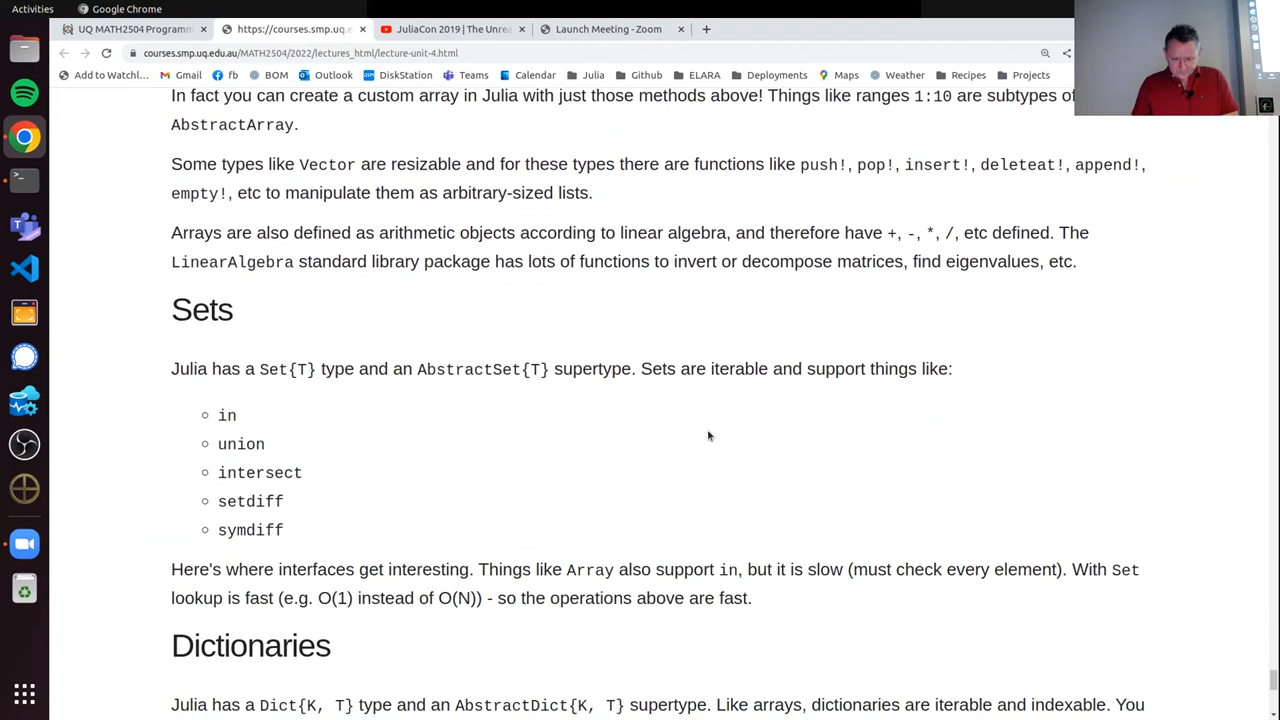 Activities
Google Chrome
UQ MATH2504 Programm
https://courses.smp.uq.e
JuliaCon 2019 | The Unrea
Launch Meeting - Zoom
courses.smp.uq.edu.au/MATH2504/2022/lectures_html/lecture-unit-4.html
Add to Watchl... Gmail fb BOM Outlook DiskStation Teams Calendar Julia Github ELARA Deployments Maps Weather Recipes Projects
In fact you can create a custom array in Julia with just those methods above! Things like ranges 1:10 are subtypes of
AbstractArray.
Some types like Vector are resizable and for these types there are functions like push!, pop!, insert!, deleteat!, append!,
empty!, etc to manipulate them as arbitrary-sized lists.
Arrays are also defined as arithmetic objects according to linear algebra, and therefore have +, -, *, /, etc defined. The
LinearAlgebra standard library package has lots of functions to invert or decompose matrices, find eigenvalues, etc.
Sets
Julia has a Set{T} type and an AbstractSet{T} supertype. Sets are iterable and support things like:
in
union
intersect
setdiff
symdiff
Here's where interfaces get interesting. Things like Array also support in, but it is slow (must check every element). With Set
lookup is fast (e.g. O(1) instead of O(N)) - so the operations above are fast.
Dictionaries
Julia has a Dict{K, T} type and an AbstractDict{K, T} supertype. Like arrays, dictionaries are iterable and indexable. You